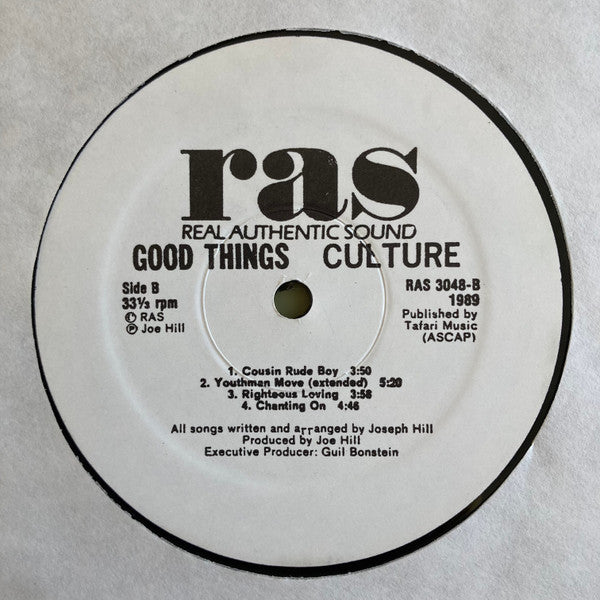 ras
REAL AUTHENTIC SOUND
GOOD THINGS CULTURE
Side B
33⅓ rpm
© RAS
℗ Joe Hill
RAS 3048-B
1989
Published by
Tafari Music
(ASCAP)
1. Cousin Rude Boy 3:50
2. Youthman Move (extended) 5:20
3. Righteous Loving 3:58
4. Chanting On 4:46
All songs written and arranged by Joseph Hill
Produced by Joe Hill
Executive Producer: Guil Bonstein